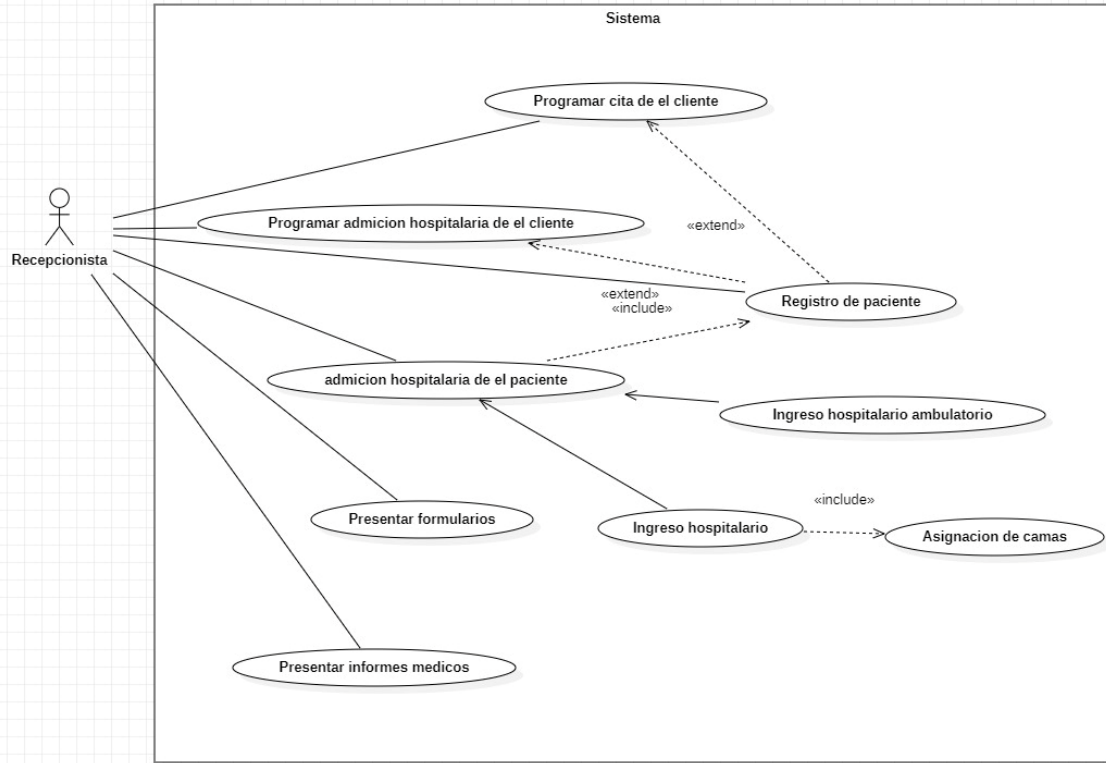 Sistema
Programar cita de el cliente
Programar admicion hospitalaria de el cliente
«extend»
Recepcionista
«extend»
«include»
Registro de paciente
admicion hospitalaria de el paciente
Ingreso hospitalario ambulatorio
«include»
Presentar formularios
Ingreso hospitalario
Asignacion de camas
Presentar informes medicos